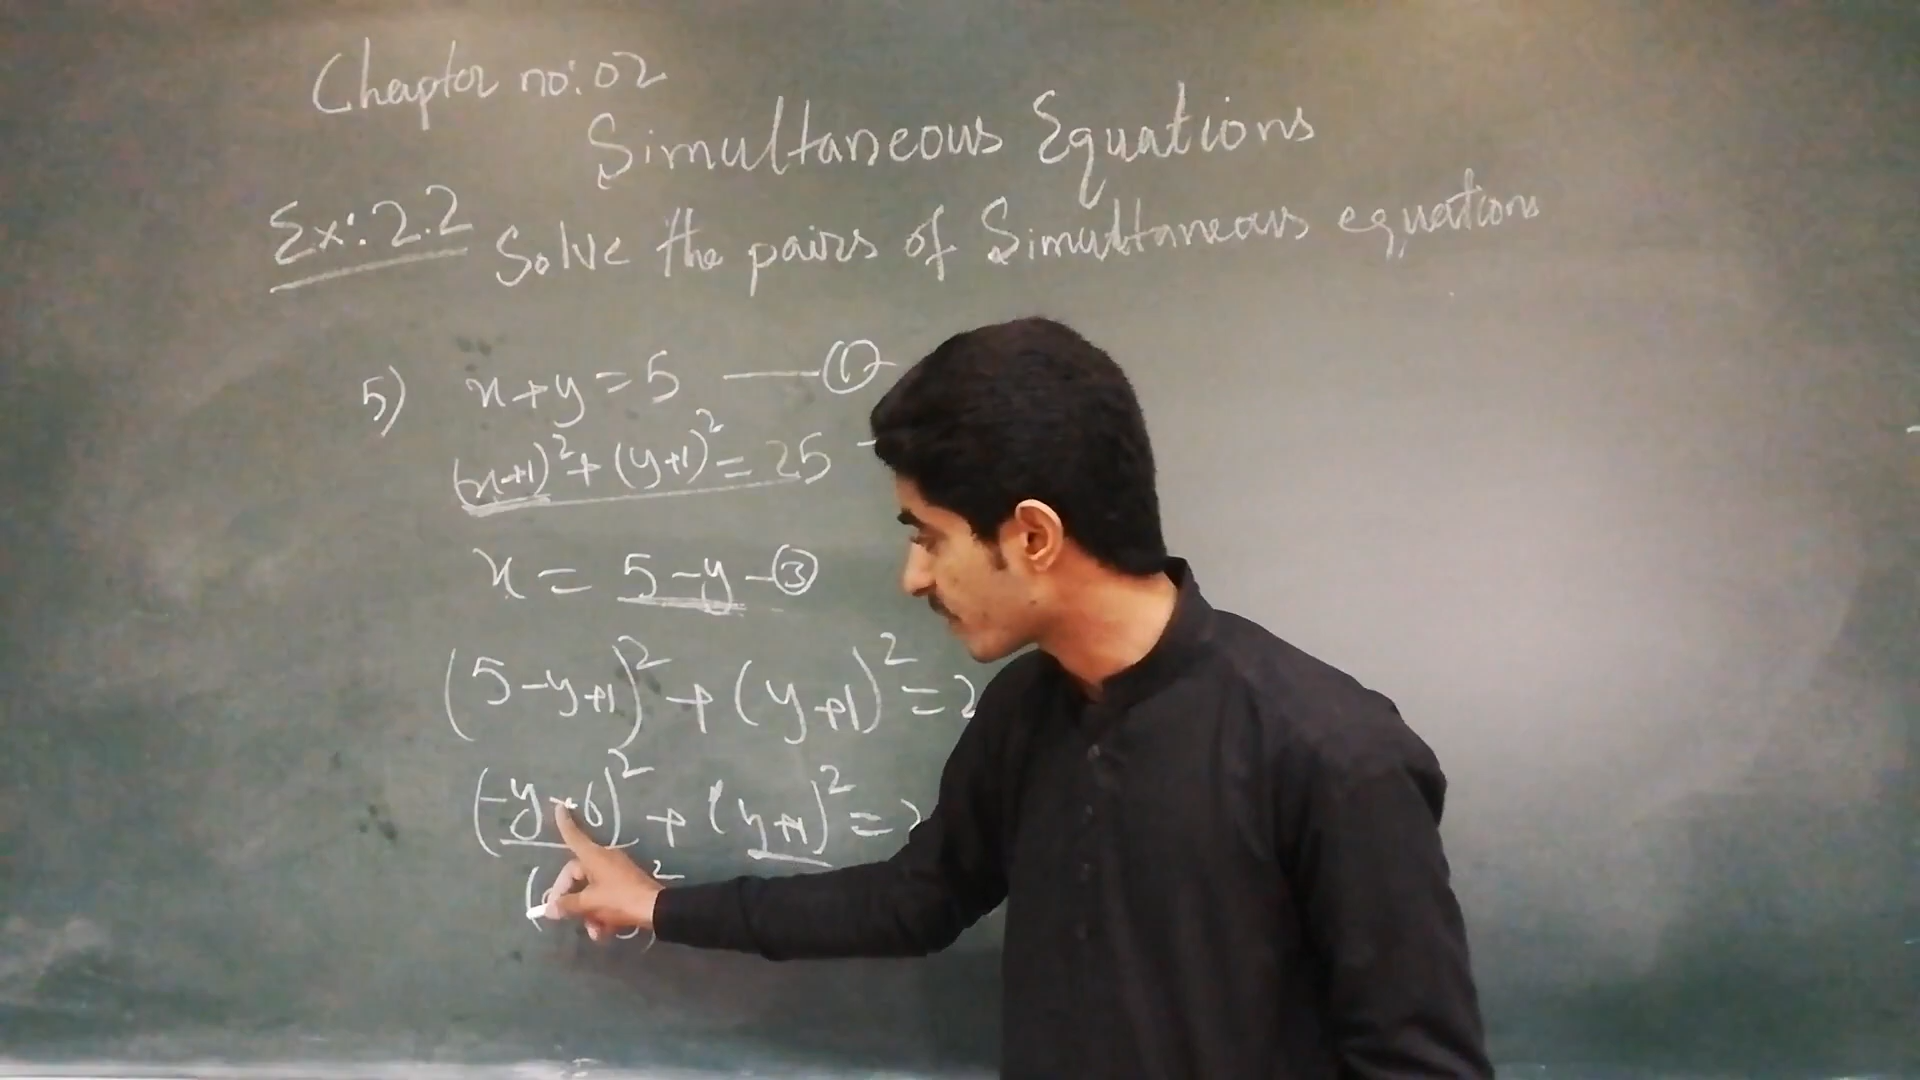 Chapter no: 02
Simultaneous Equations
Ex: 2.2 Solve the pairs of Simultaneous equations
5) x+y=5 — ①
(x+1)²+(y+1)²=25
x = 5-y - ③
(5-y+1)²+(y+1)²=2
(-y+6)²+(y+1)²=